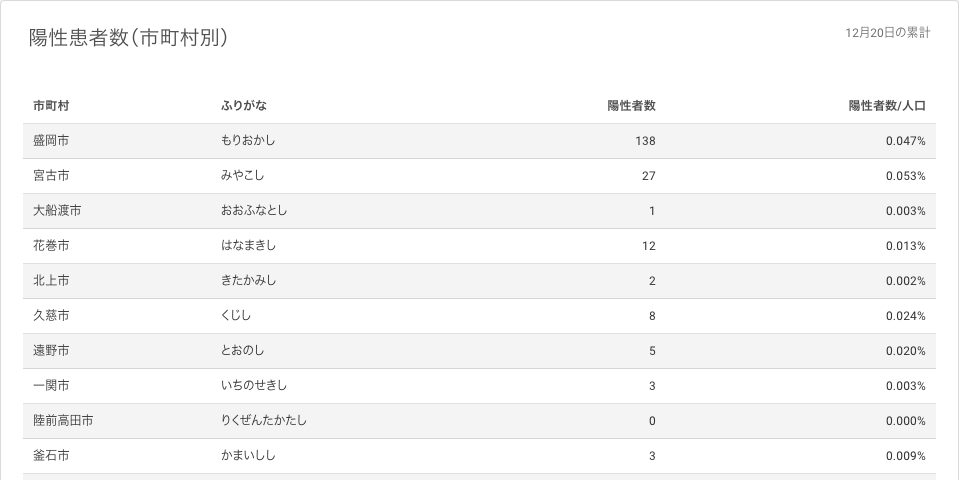 陽性患者数(市町村別)
12月20日の累計
市町村 ふりがな 陽性者数 陽性者数/人口
盛岡市 もりおかし 138 0.047%
宮古市 みやこし 27 0.053%
大船渡市 おおふなとし 1 0.003%
花巻市 はなまきし 12 0.013%
北上市 きたかみし 2 0.002%
久慈市 くじし 8 0.024%
遠野市 とおのし 5 0.020%
一関市 いちのせきし 3 0.003%
陸前高田市 りくぜんたかたし 0 0.000%
釜石市 かまいしし 3 0.009%